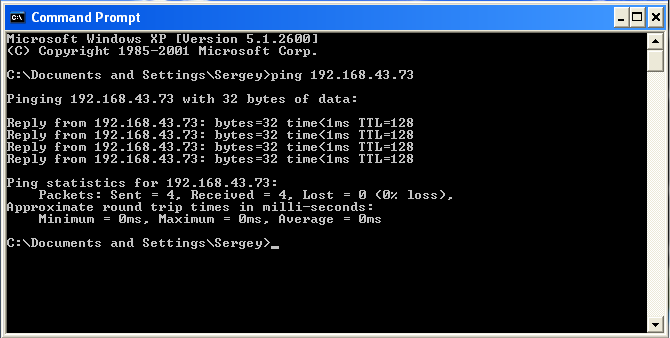 Command Prompt
Microsoft Windows XP [Version 5.1.2600]
(C) Copyright 1985-2001 Microsoft Corp.
C:\Documents and Settings\Sergey>ping 192.168.43.73
Pinging 192.168.43.73 with 32 bytes of data:
Reply from 192.168.43.73: bytes=32 time<1ms TTL=128
Reply from 192.168.43.73: bytes=32 time<1ms TTL=128
Reply from 192.168.43.73: bytes=32 time<1ms TTL=128
Reply from 192.168.43.73: bytes=32 time<1ms TTL=128
Ping statistics for 192.168.43.73:
    Packets: Sent = 4, Received = 4, Lost = 0 (0% loss),
Approximate round trip times in milli-seconds:
    Minimum = 0ms, Maximum = 0ms, Average = 0ms
C:\Documents and Settings\Sergey>_